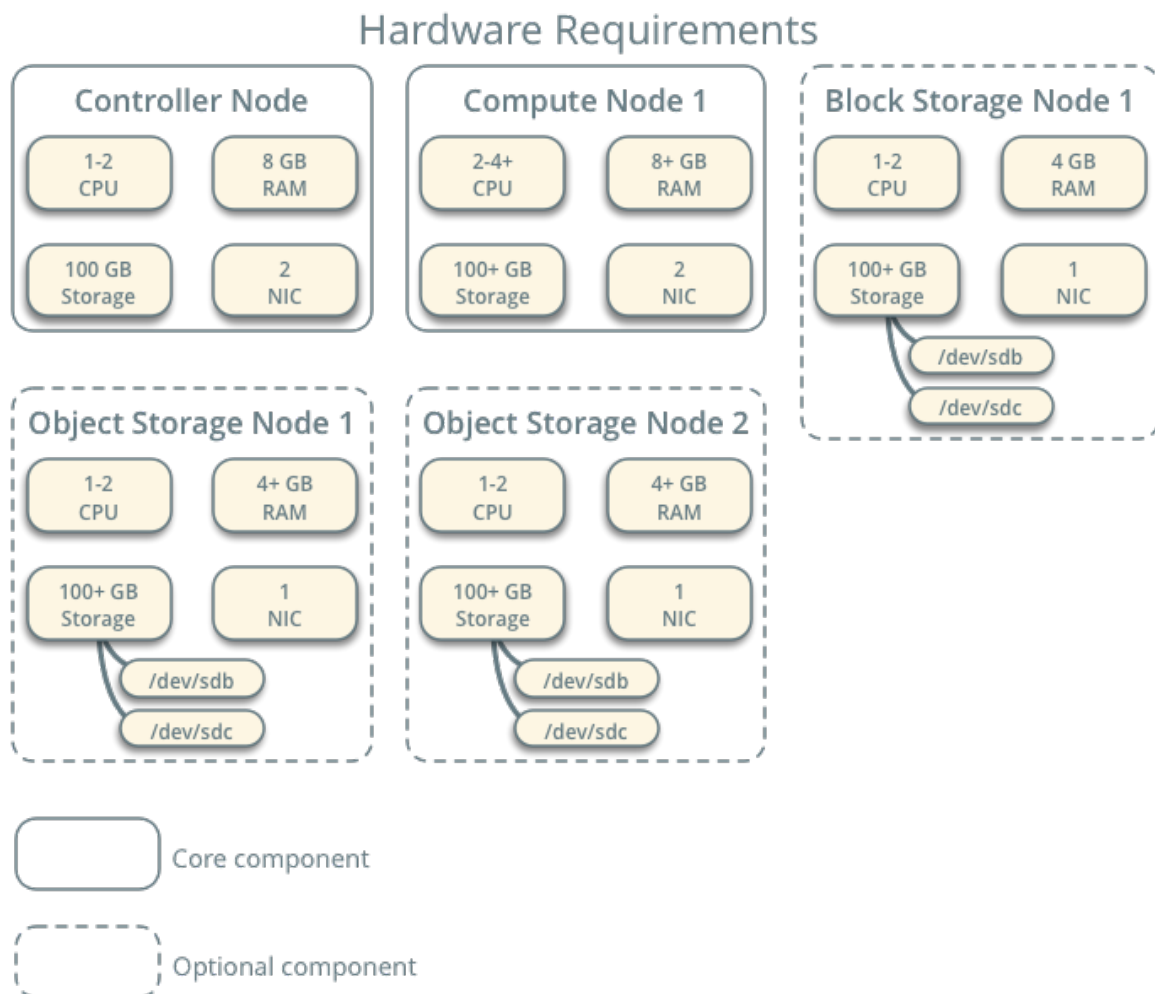 Hardware Requirements
Controller Node
1-2
CPU
8 GB
RAM
100 GB
Storage
2
NIC
Compute Node 1
2-4+
CPU
8+ GB
RAM
100+ GB
Storage
2
NIC
Block Storage Node 1
1-2
CPU
4 GB
RAM
100+ GB
Storage
1
NIC
/dev/sdb
/dev/sdc
Object Storage Node 1
1-2
CPU
4+ GB
RAM
100+ GB
Storage
1
NIC
/dev/sdb
/dev/sdc
Object Storage Node 2
1-2
CPU
4+ GB
RAM
100+ GB
Storage
1
NIC
/dev/sdb
/dev/sdc
Core component
Optional component